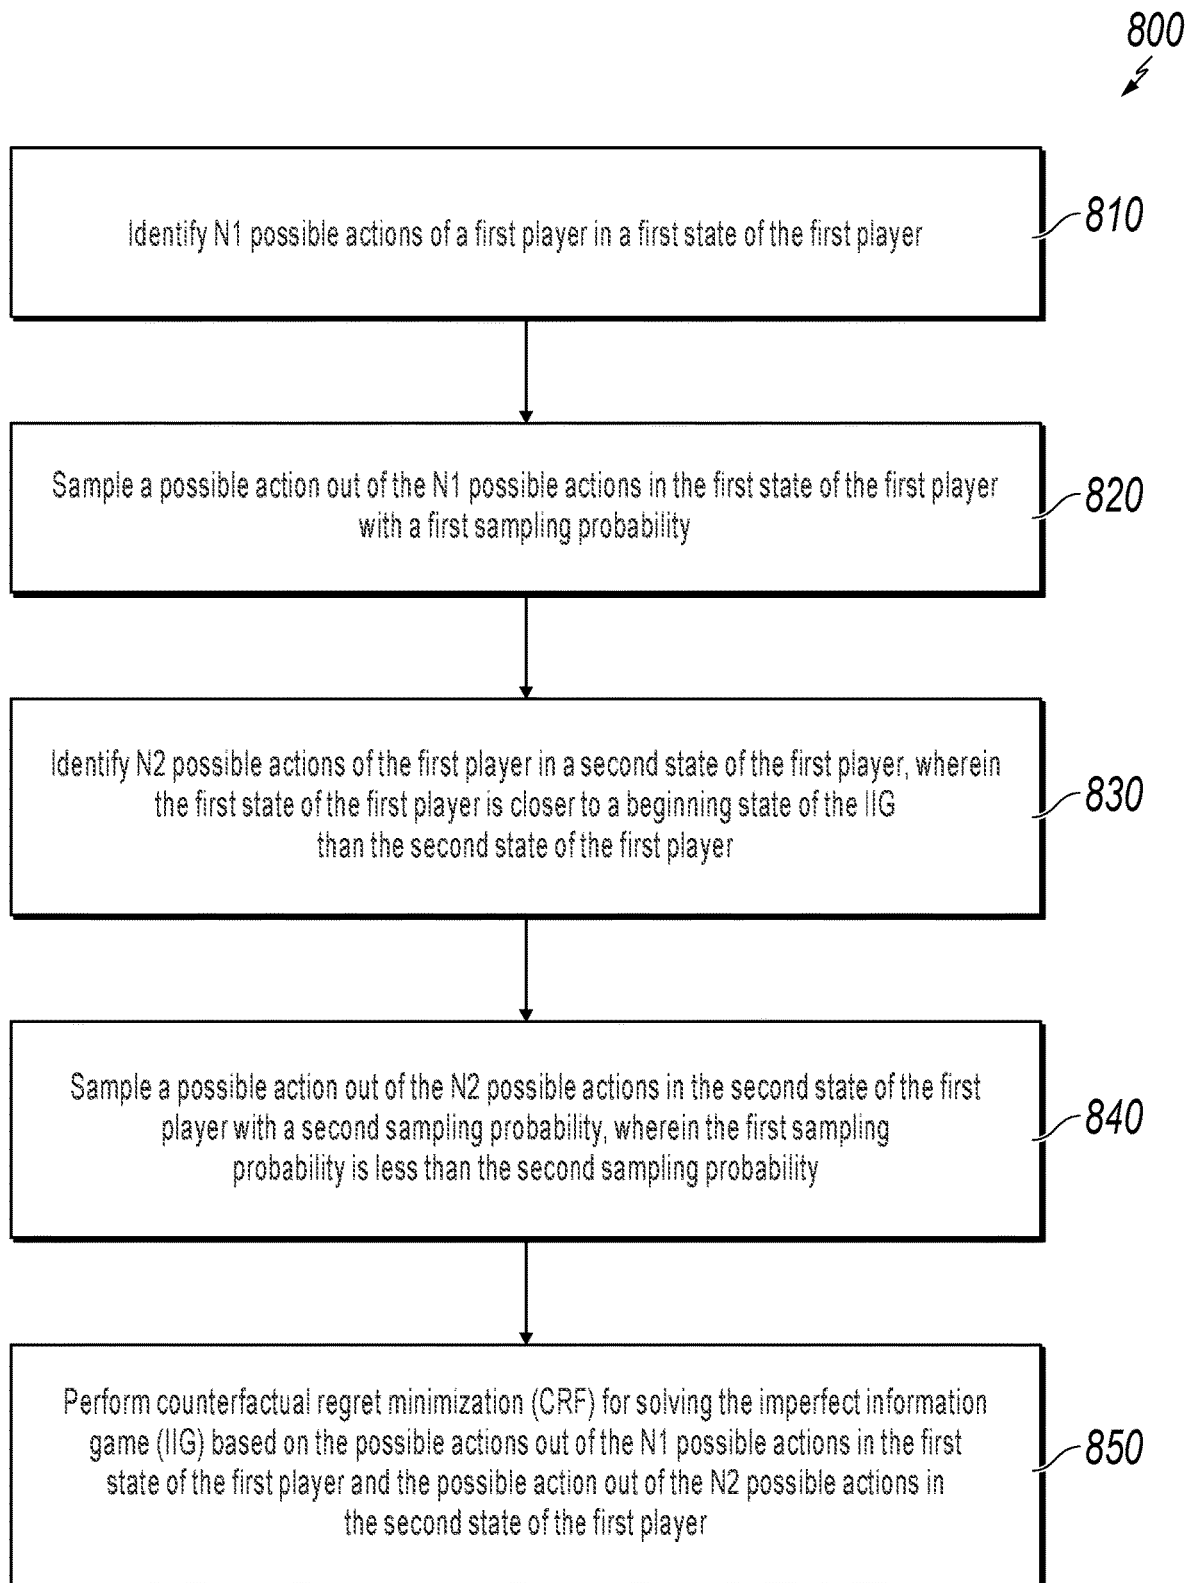 800
Identify N1 possible actions of a first player in a first state of the first player
810
Sample a possible action out of the N1 possible actions in the first state of the first player
with a first sampling probability
820
Identify N2 possible actions of the first player in a second state of the first player, wherein
the first state of the first player is closer to a beginning state of the IIG
than the second state of the first player
830
Sample a possible action out of the N2 possible actions in the second state of the first
player with a second sampling probability, wherein the first sampling
probability is less than the second sampling probability
840
Perform counterfactual regret minimization (CRF) for solving the imperfect information
game (IIG) based on the possible actions out of the N1 possible actions in the first
state of the first player and the possible action out of the N2 possible actions in
the second state of the first player
850